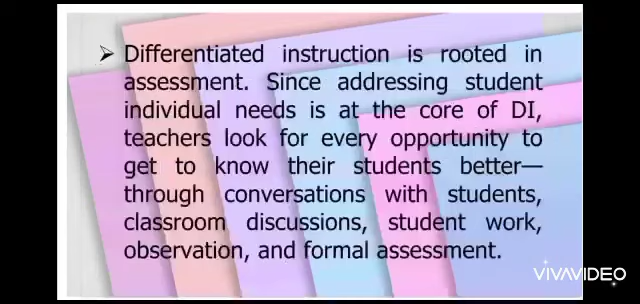 ➢ Differentiated instruction is rooted in
assessment. Since addressing student
individual needs is at the core of DI,
teachers look for every opportunity to
get to know their students better—
through conversations with students,
classroom discussions, student work,
observation, and formal assessment.
VIVAVIDEO